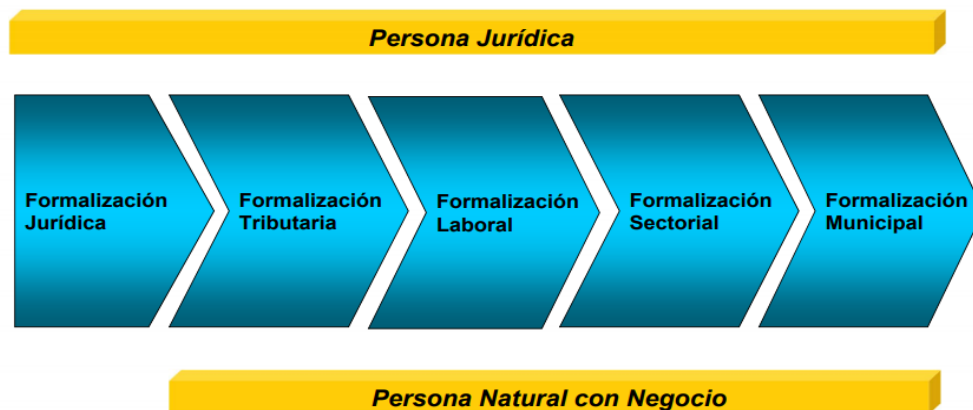 Persona Jurídica
Formalización
Jurídica
Formalización
Tributaria
Formalización
Laboral
Formalización
Sectorial
Formalización
Municipal
Persona Natural con Negocio